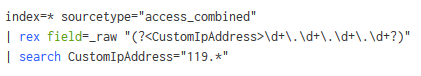 index=* sourcetype="access_combined"
| rex field=_raw "(?<CustomIpAddress>\d+\.\d+\.\d+\.\d+?)"
| search CustomIpAddress="119.*"